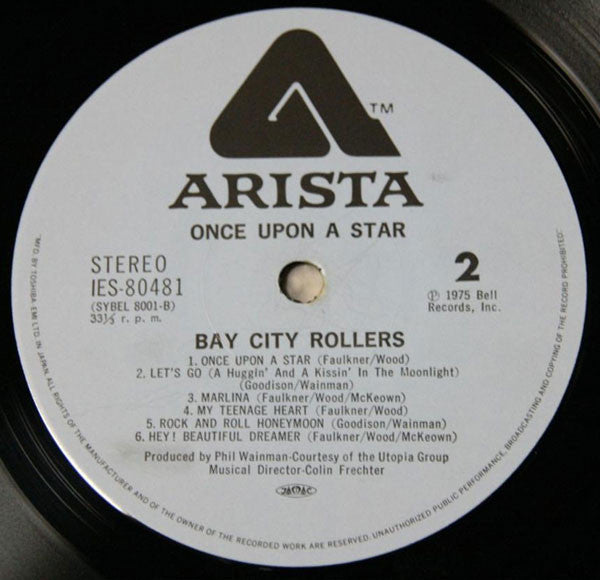 TM
ARISTA
ONCE UPON A STAR
STEREO
IES-80481
(SYBEL 8001-B)
33⅓ r. p. m.
2
Ⓟ 1975 Bell
Records, Inc.
BAY CITY ROLLERS
1. ONCE UPON A STAR (Faulkner/Wood)
2. LET'S GO (A Huggin' And A Kissin' In The Moonlight)
(Goodison/Wainman)
3. MARLINA (Faulkner/Wood/McKeown)
4. MY TEENAGE HEART (Faulkner/Wood)
5. ROCK AND ROLL HONEYMOON (Goodison/Wainman)
6. HEY! BEAUTIFUL DREAMER (Faulkner/Wood/McKeown)
Produced by Phil Wainman-Courtesy of the Utopia Group
Musical Director-Colin Frechter
JASRAC
"MF'D. BY TOSHIBA EMI LTD. IN JAPAN. ALL RIGHTS OF THE MANUFACTURER AND OF THE OWNER OF THE RECORDED WORK ARE RESERVED. UNAUTHORIZED PUBLIC PERFORMANCE, BROADCASTING AND COPYING OF THE RECORD PROHIBITED."